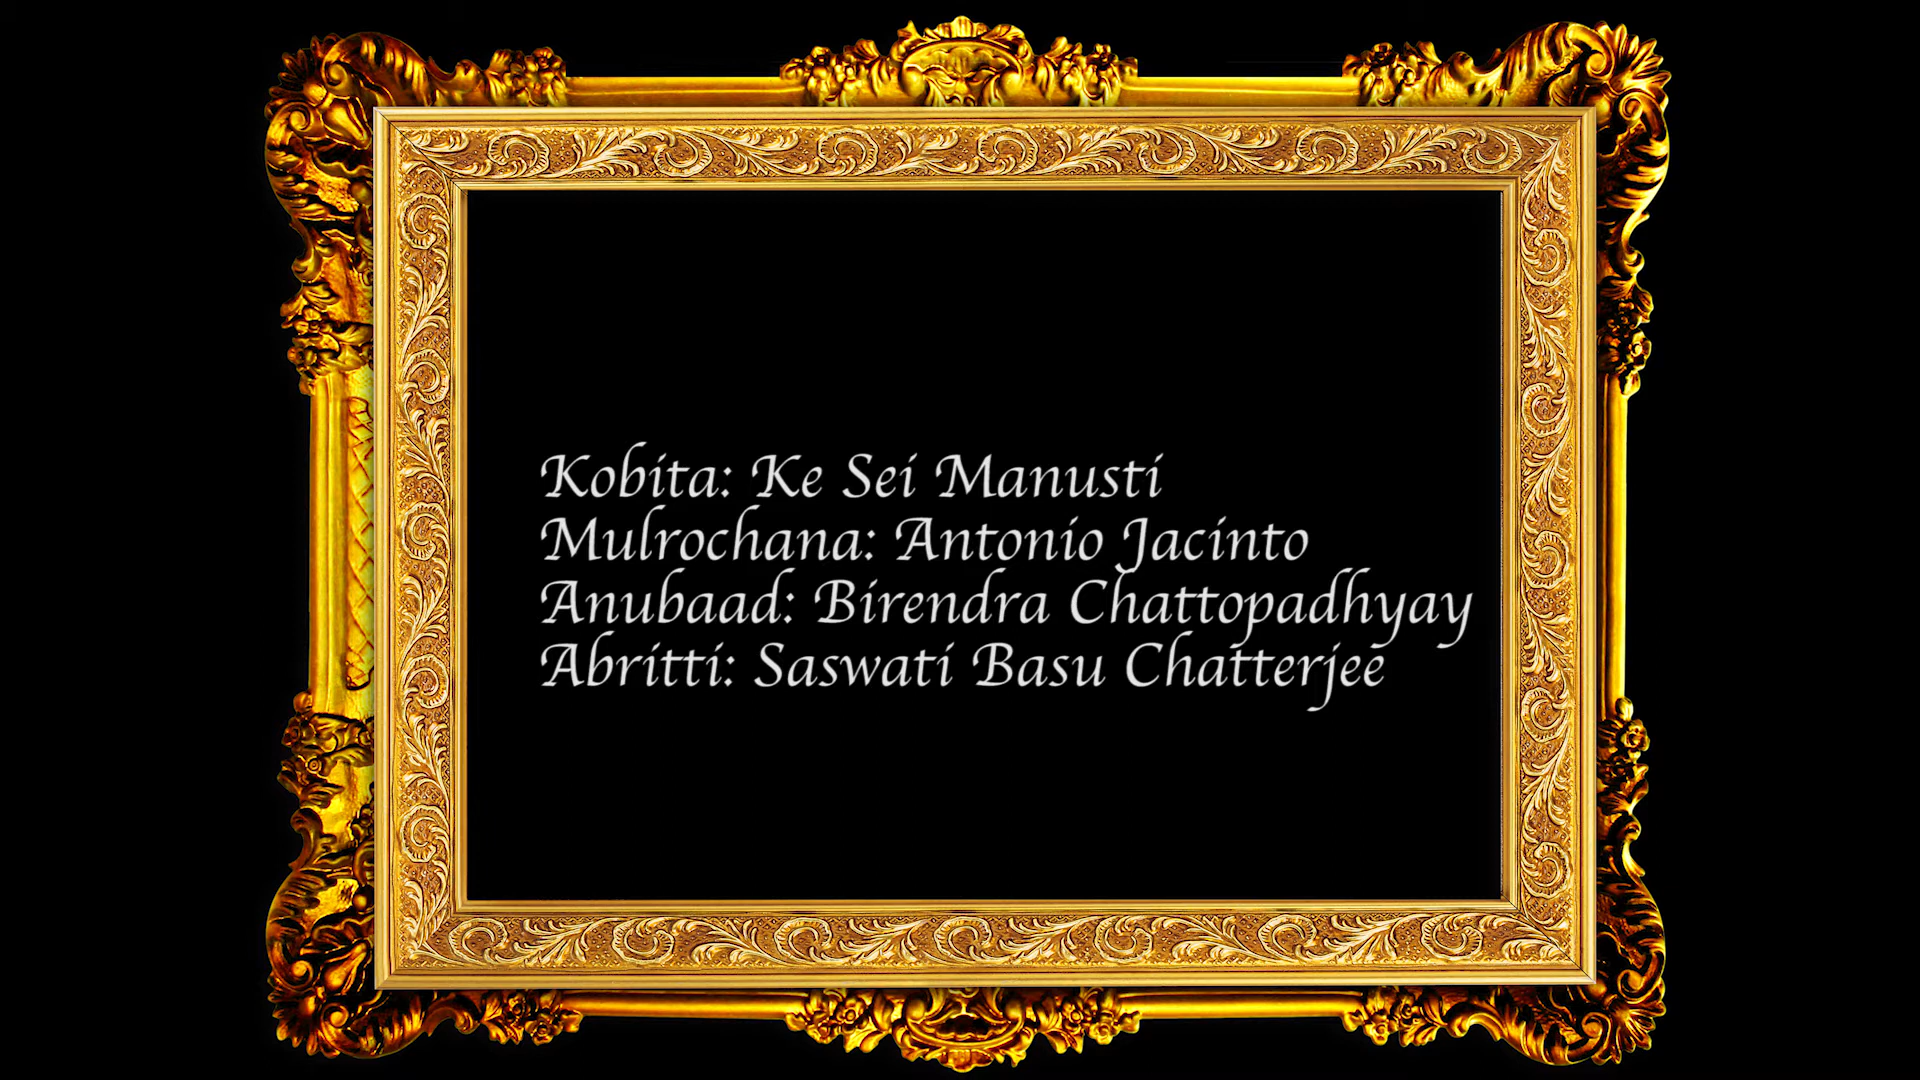 Kobita: Ke Sei Manusti
Mulrochana: Antonio Jacinto
Anubaad: Birendra Chattopadhyay
Abritti: Saswati Basu Chatterjee